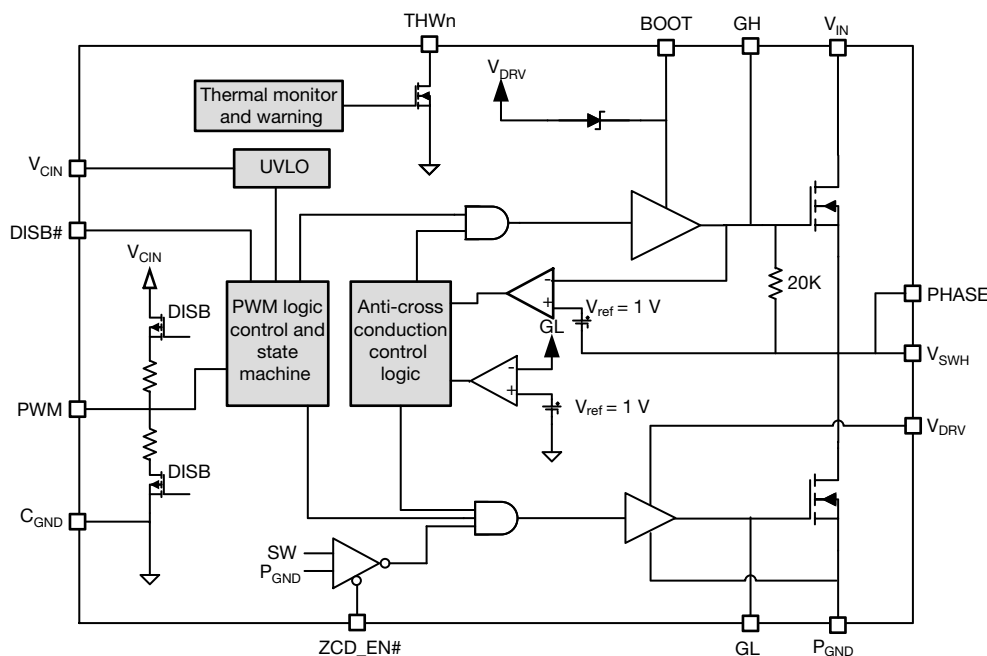 THWn
BOOT
GH
VIN
VDRV
Thermal monitor
and warning
VCIN
UVLO
DISB#
VCIN
DISB
PWM logic
control and
state
machine
Anti-cross
conduction
control
logic
-
+
Vref = 1 V
GL
20K
PHASE
VSWH
-
+
Vref = 1 V
PWM
VDRV
DISB
CGND
SW
PGND
ZCD_EN#
GL
PGND